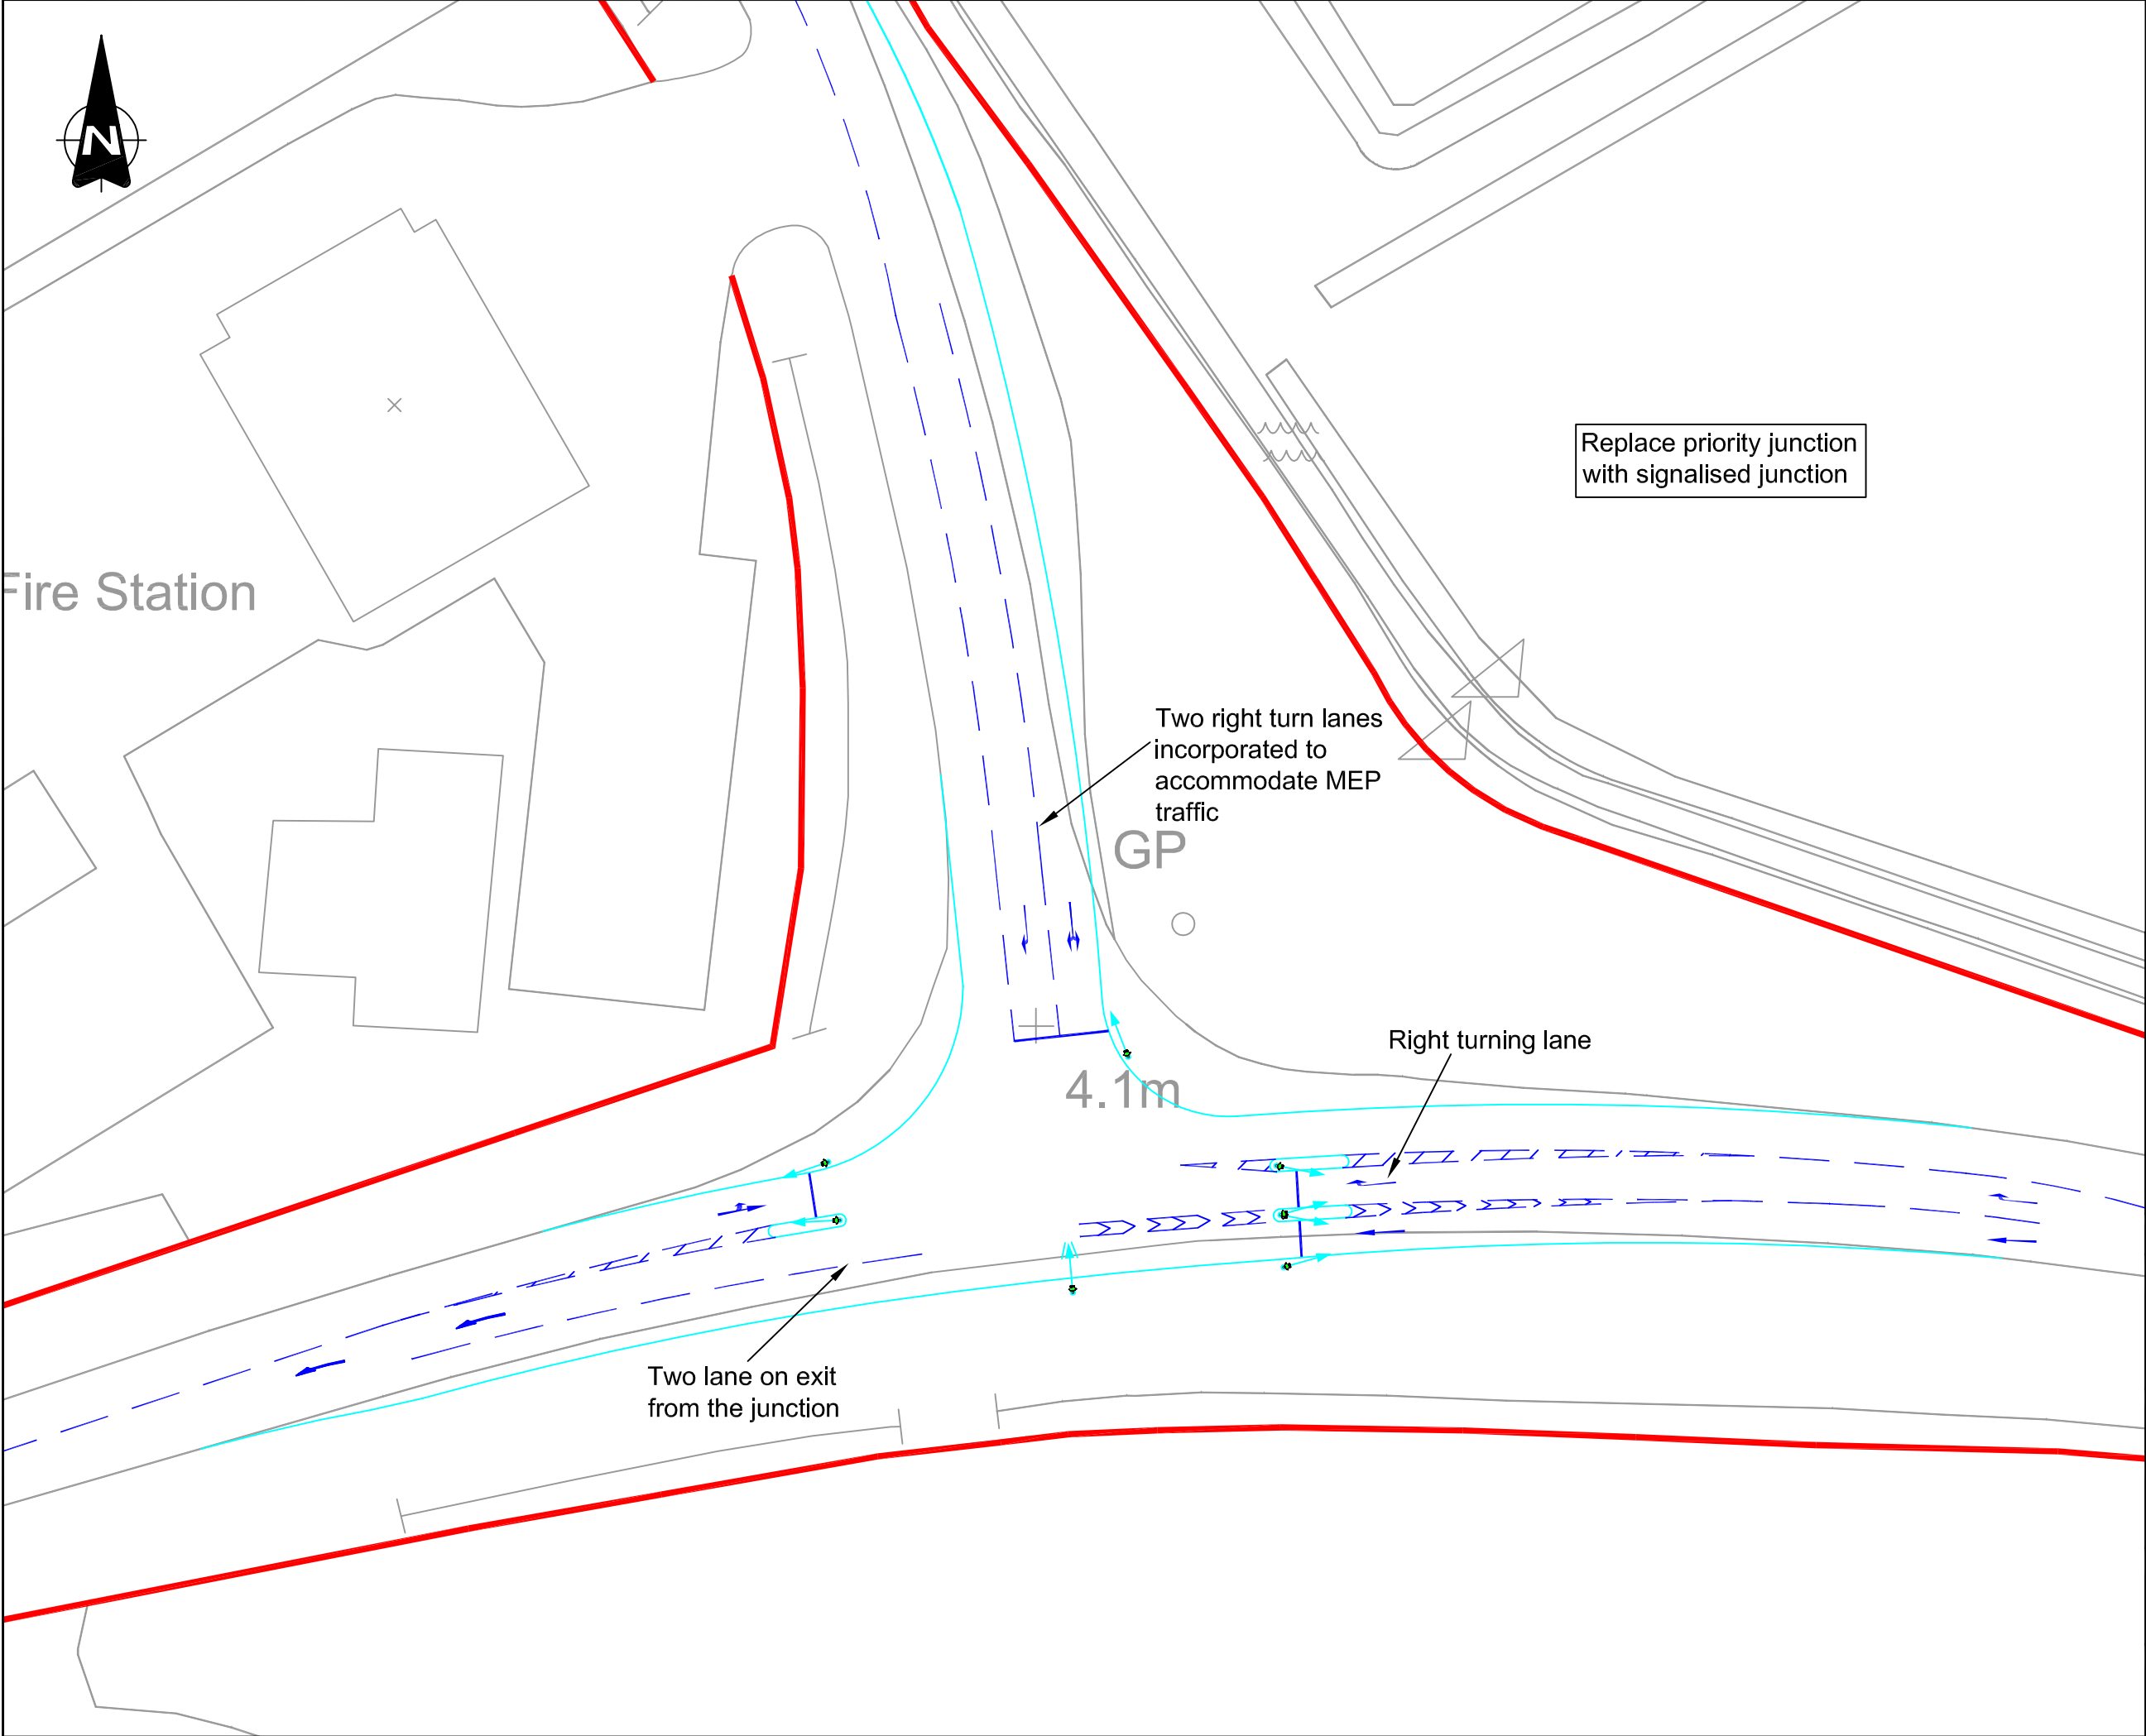 N
Replace priority junction
with signalised junction
Fire Station
Two right turn lanes
incorporated to
accommodate MEP
traffic
GP
Right turning lane
4.1m
Two lane on exit
from the junction